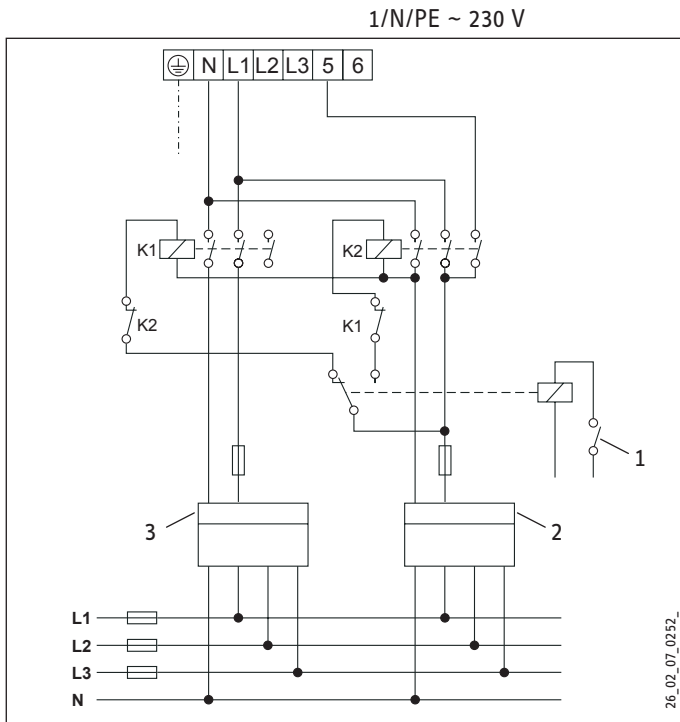 1/N/PE ~ 230 V
N L1 L2 L3 5 6
K1
K2
K2
K1
1
3
2
L1
L2
L3
N
26_02_07_0252_